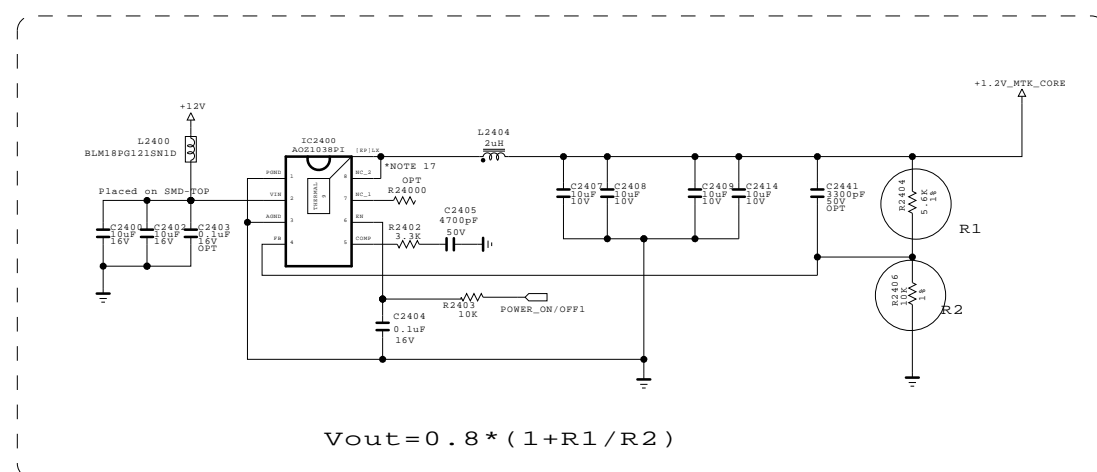 +1.2V_MTK_CORE
+12V
L2400
BLM18PG121SN1D
IC2400
AOZ1038PI
[EP]LX
L2404
2uH
*NOTE 17
Placed on SMD-TOP
PGND
1
VIN
2
AGND
3
FB
4
THERMAL
9
8
NC_2
7
NC_1
6
EN
5
COMP
OPT
R24000
R2402
3.3K
C2405
4700pF
50V
C2400
10uF
16V
C2402
10uF
16V
C2403
0.1uF
16V
OPT
C2407
10uF
10V
C2408
10uF
10V
C2409
10uF
10V
C2414
10uF
10V
C2441
3300pF
50V
OPT
R2404
5.6K
1%
R1
R2406
10K
1%
R2
R2403
10K
POWER_ON/OFF1
C2404
0.1uF
16V
Vout=0.8*(1+R1/R2)